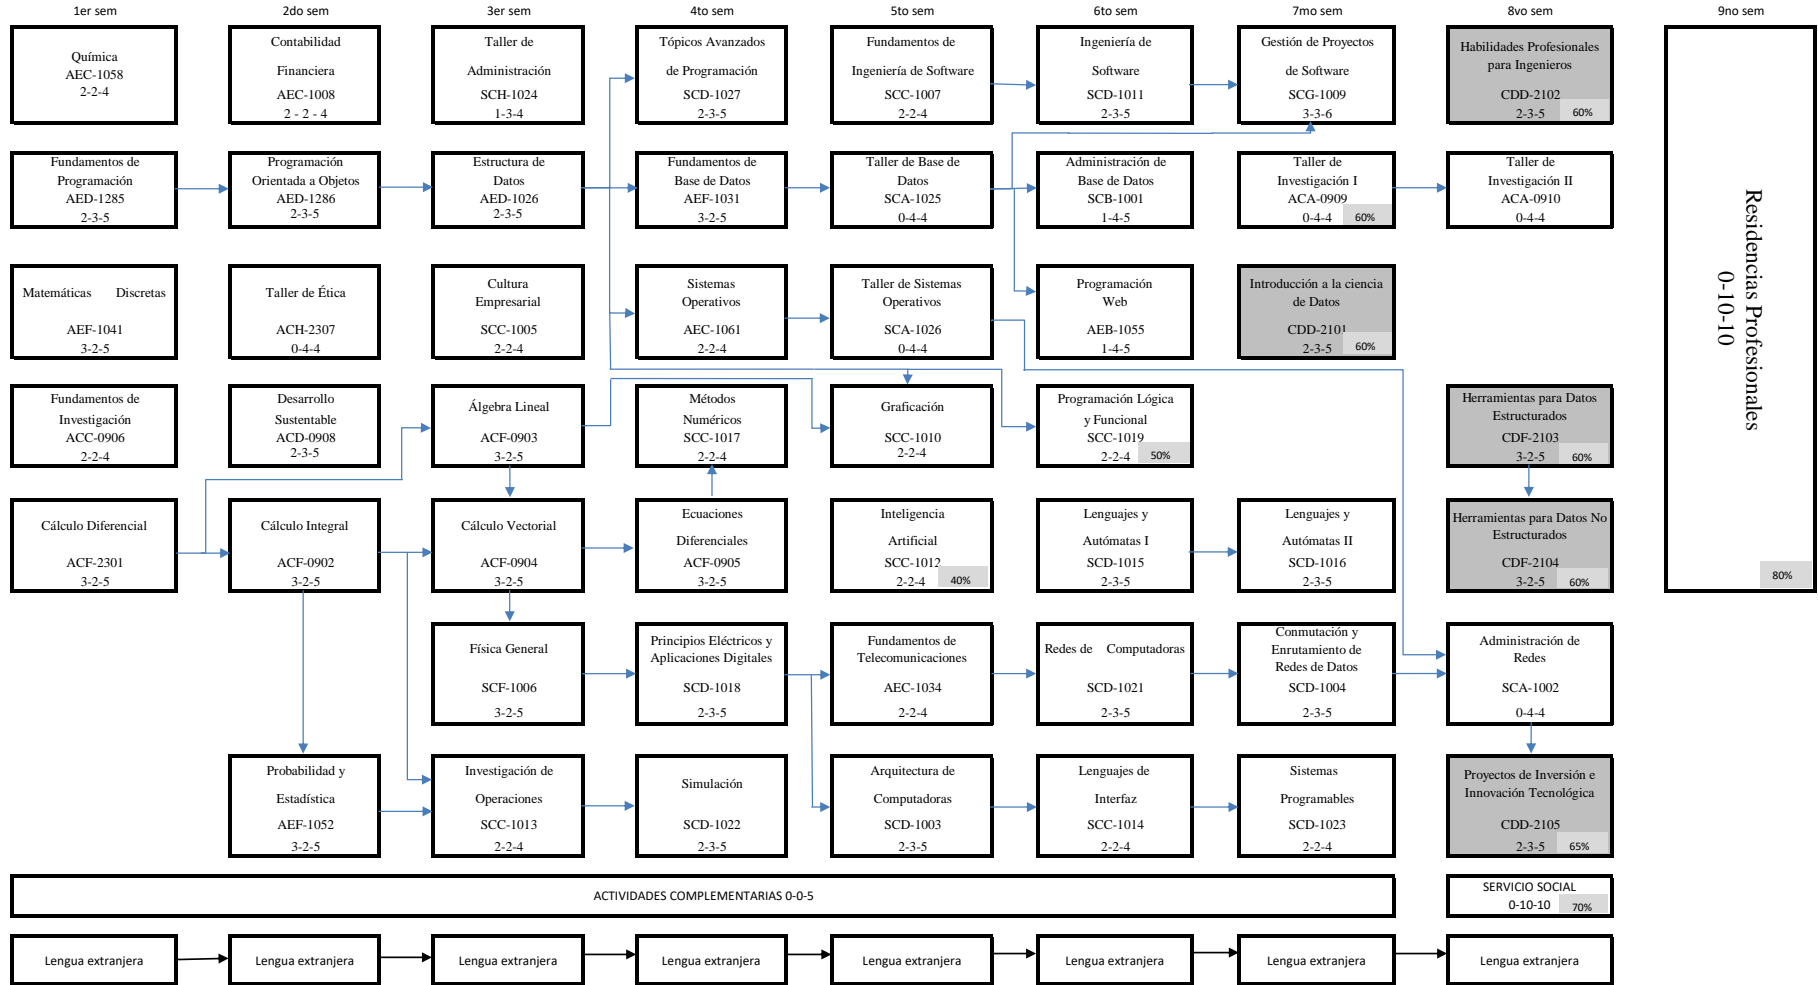 1er sem
2do sem
3er sem
4to sem
5to sem
6to sem
7mo sem
8vo sem
9no sem
Química
AEC-1058
2-2-4
Contabilidad
Financiera
AEC-1008
2 - 2 - 4
Taller de
Administración
SCH-1024
1-3-4
Tópicos Avanzados
de Programación
SCD-1027
2-3-5
Fundamentos de
Ingeniería de Software
SCC-1007
2-2-4
Ingeniería de
Software
SCD-1011
2-3-5
Gestión de Proyectos
de Software
SCG-1009
3-3-6
Habilidades Profesionales
para Ingenieros
CDD-2102
2-3-5 60%
Fundamentos de
Programación
AED-1285
2-3-5
Programación
Orientada a Objetos
AED-1286
2-3-5
Estructura de
Datos
AED-1026
2-3-5
Fundamentos de
Base de Datos
AEF-1031
3-2-5
Taller de Base de
Datos
SCA-1025
0-4-4
Administración de
Base de Datos
SCB-1001
1-4-5
Taller de
Investigación I
ACA-0909
0-4-4 60%
Taller de
Investigación II
ACA-0910
0-4-4
Residencias Profesionales
0-10-10
80%
Matemáticas Discretas
AEF-1041
3-2-5
Taller de Ética
ACH-2307
0-4-4
Cultura
Empresarial
SCC-1005
2-2-4
Sistemas
Operativos
AEC-1061
2-2-4
Taller de Sistemas
Operativos
SCA-1026
0-4-4
Programación
Web
AEB-1055
1-4-5
Introducción a la ciencia
de Datos
CDD-2101
2-3-5 60%
Fundamentos de
Investigación
ACC-0906
2-2-4
Desarrollo
Sustentable
ACD-0908
2-3-5
Álgebra Lineal
ACF-0903
3-2-5
Métodos
Numéricos
SCC-1017
2-2-4
Graficación
SCC-1010
2-2-4
Programación Lógica
y Funcional
SCC-1019
2-2-4 50%
Herramientas para Datos
Estructurados
CDF-2103
3-2-5 60%
Cálculo Diferencial
ACF-2301
3-2-5
Cálculo Integral
ACF-0902
3-2-5
Cálculo Vectorial
ACF-0904
3-2-5
Ecuaciones
Diferenciales
ACF-0905
3-2-5
Inteligencia
Artificial
SCC-1012
2-2-4 40%
Lenguajes y
Autómatas I
SCD-1015
2-3-5
Lenguajes y
Autómatas II
SCD-1016
2-3-5
Herramientas para Datos No
Estructurados
CDF-2104
3-2-5 60%
Física General
SCF-1006
3-2-5
Principios Eléctricos y
Aplicaciones Digitales
SCD-1018
2-3-5
Fundamentos de
Telecomunicaciones
AEC-1034
2-2-4
Redes de Computadoras
SCD-1021
2-3-5
Conmutación y
Enrutamiento de
Redes de Datos
SCD-1004
2-3-5
Administración de
Redes
SCA-1002
0-4-4
Probabilidad y
Estadística
AEF-1052
3-2-5
Investigación de
Operaciones
SCC-1013
2-2-4
Simulación
SCD-1022
2-3-5
Arquitectura de
Computadoras
SCD-1003
2-3-5
Lenguajes de
Interfaz
SCC-1014
2-2-4
Sistemas
Programables
SCD-1023
2-2-4
Proyectos de Inversión e
Innovación Tecnológica
CDD-2105
2-3-5 65%
ACTIVIDADES COMPLEMENTARIAS 0-0-5
SERVICIO SOCIAL
0-10-10 70%
Lengua extranjera
Lengua extranjera
Lengua extranjera
Lengua extranjera
Lengua extranjera
Lengua extranjera
Lengua extranjera
Lengua extranjera